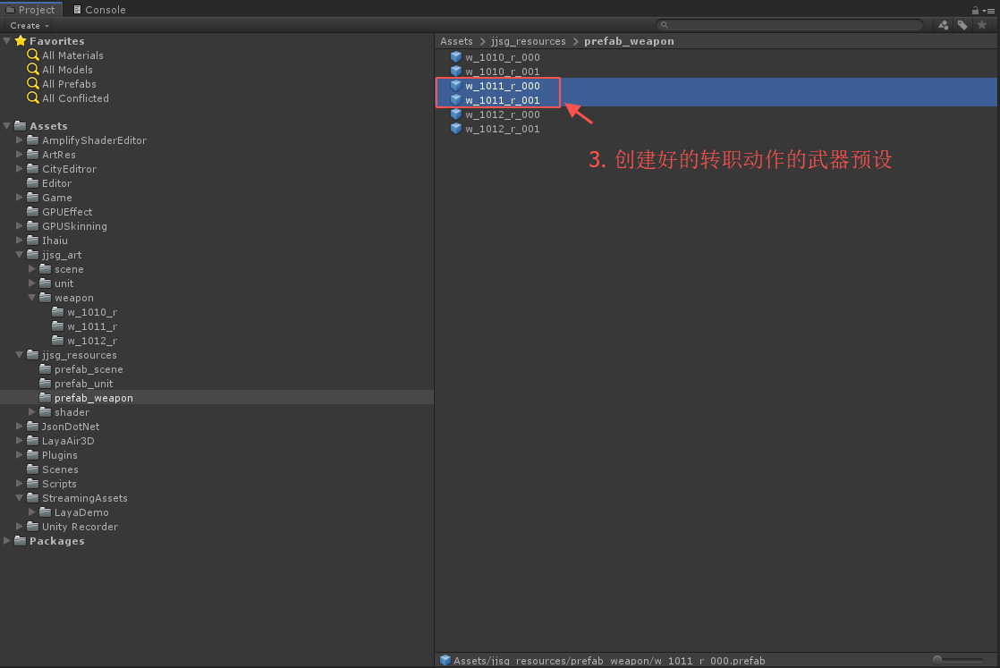 Project Console
Create
Favorites
All Materials
All Models
All Prefabs
All Conflicted
Assets
AmplifyShaderEditor
ArtRes
CityEditror
Editor
Game
GPUEffect
GPUSkinning
Ihaiu
jjsg_art
scene
unit
weapon
w_1010_r
w_1011_r
w_1012_r
jjsg_resources
prefab_scene
prefab_unit
prefab_weapon
shader
JsonDotNet
LayaAir3D
Plugins
Scenes
Scripts
StreamingAssets
LayaDemo
Unity Recorder
Packages
Assets > jjsg_resources > prefab_weapon
w_1010_r_000
w_1010_r_001
w_1011_r_000
w_1011_r_001
w_1012_r_000
w_1012_r_001
3. 创建好的转职动作的武器预设
Assets/jjsg_resources/prefab_weapon/w_1011_r_000.prefab